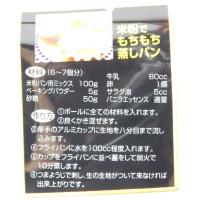 米粉で
もちもち
蒸しパン
材料 (6～7個分)
米粉パン用ミックス 100g
ベーキングパウダー 5g
砂糖 50g
牛乳 80cc
卵 1個
サラダ油 5cc
バニラエッセンス 適量
作り方
①ボールに全ての材料を入れます。
②良くかき混ぜます。
③厚手のアルミカップに生地を八分目まで流し
込みます。
④フライパンに水を100cc程し入れます。
⑤カップをフライパンに並べ蓋をして弱火で
10分蒸します。
⑥つまようじで刺し、生の生地がついて来なけれ
ば出来上がりです。